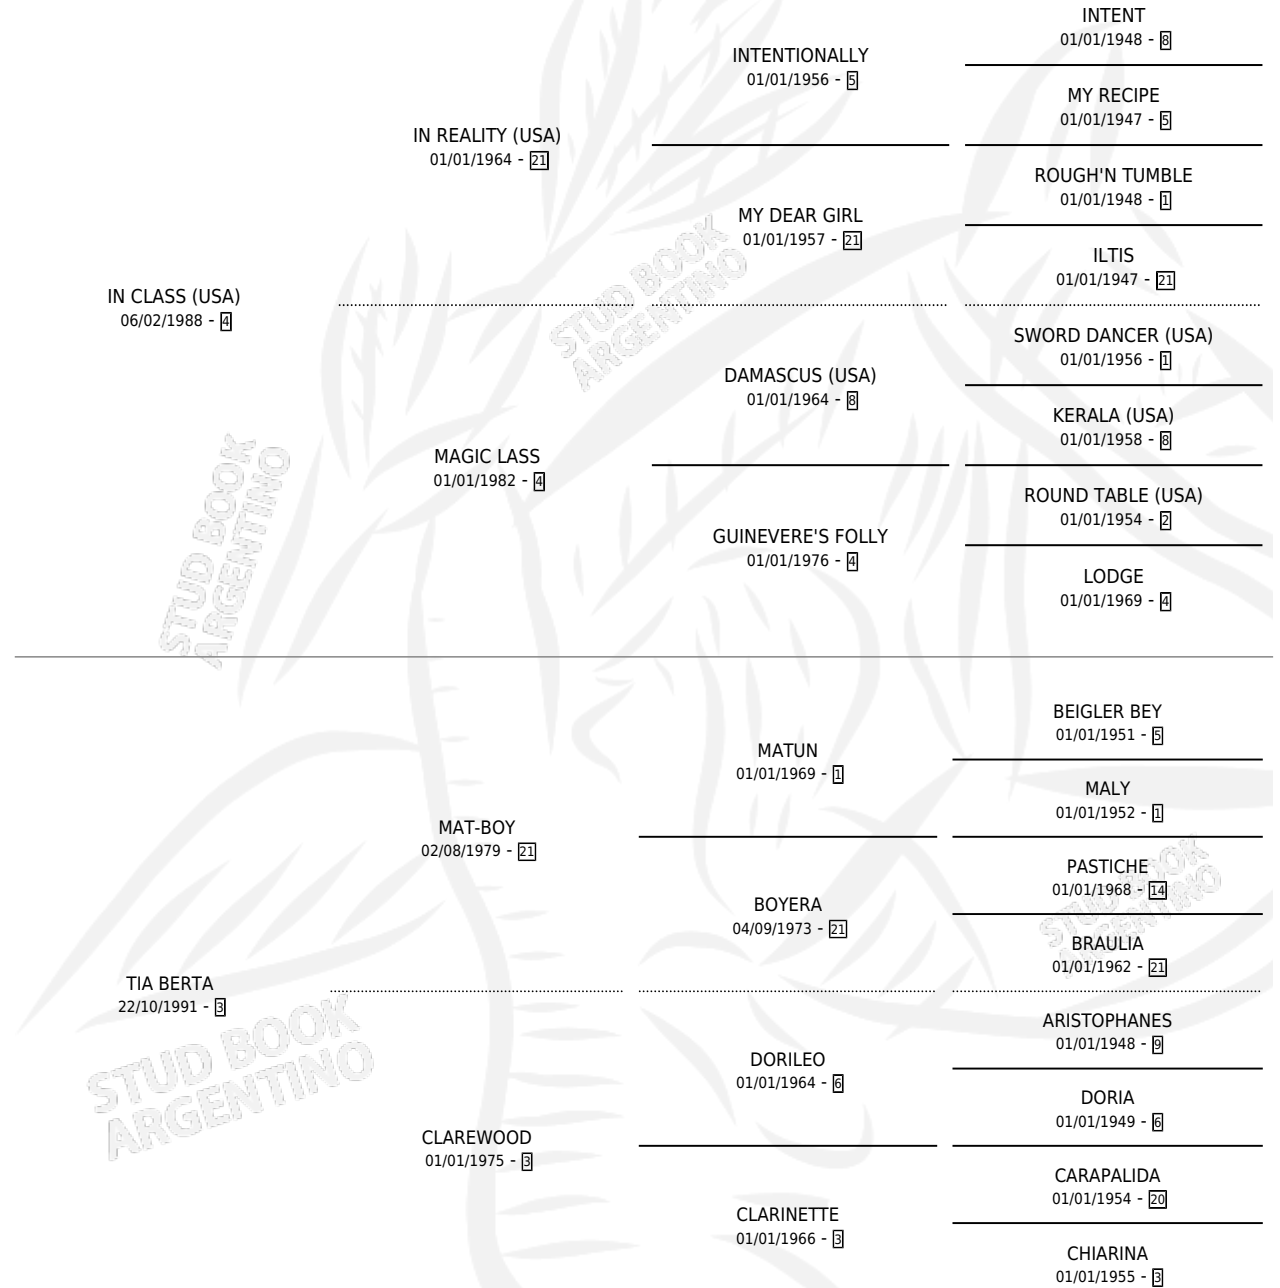 INTENT
01/01/1948 - 8
INTENTIONALLY
01/01/1956 - 5
MY RECIPE
01/01/1947 - 5
IN REALITY (USA)
01/01/1964 - 21
ROUGH'N TUMBLE
01/01/1948 - 1
MY DEAR GIRL
01/01/1957 - 21
ILTIS
01/01/1947 - 21
IN CLASS (USA)
06/02/1988 - 4
SWORD DANCER (USA)
01/01/1956 - 1
DAMASCUS (USA)
01/01/1964 - 8
KERALA (USA)
01/01/1958 - 8
MAGIC LASS
01/01/1982 - 4
ROUND TABLE (USA)
01/01/1954 - 2
GUINEVERE'S FOLLY
01/01/1976 - 4
LODGE
01/01/1969 - 4
BEIGLER BEY
01/01/1951 - 5
MATUN
01/01/1969 - 1
MALY
01/01/1952 - 1
MAT-BOY
02/08/1979 - 21
PASTICHE
01/01/1968 - 14
BOYERA
04/09/1973 - 21
BRAULIA
01/01/1962 - 21
TIA BERTA
22/10/1991 - 3
ARISTOPHANES
01/01/1948 - 9
DORILEO
01/01/1964 - 6
DORIA
01/01/1949 - 6
CLAREWOOD
01/01/1975 - 3
CARAPALIDA
01/01/1954 - 20
CLARINETTE
01/01/1966 - 3
CHIARINA
01/01/1955 - 3
STUD BOOK
ARGENTINO
STUD BOOK
ARGENTINO
STUD BOOK
ARGENTINO
STUD BOOK
ARGENTINO